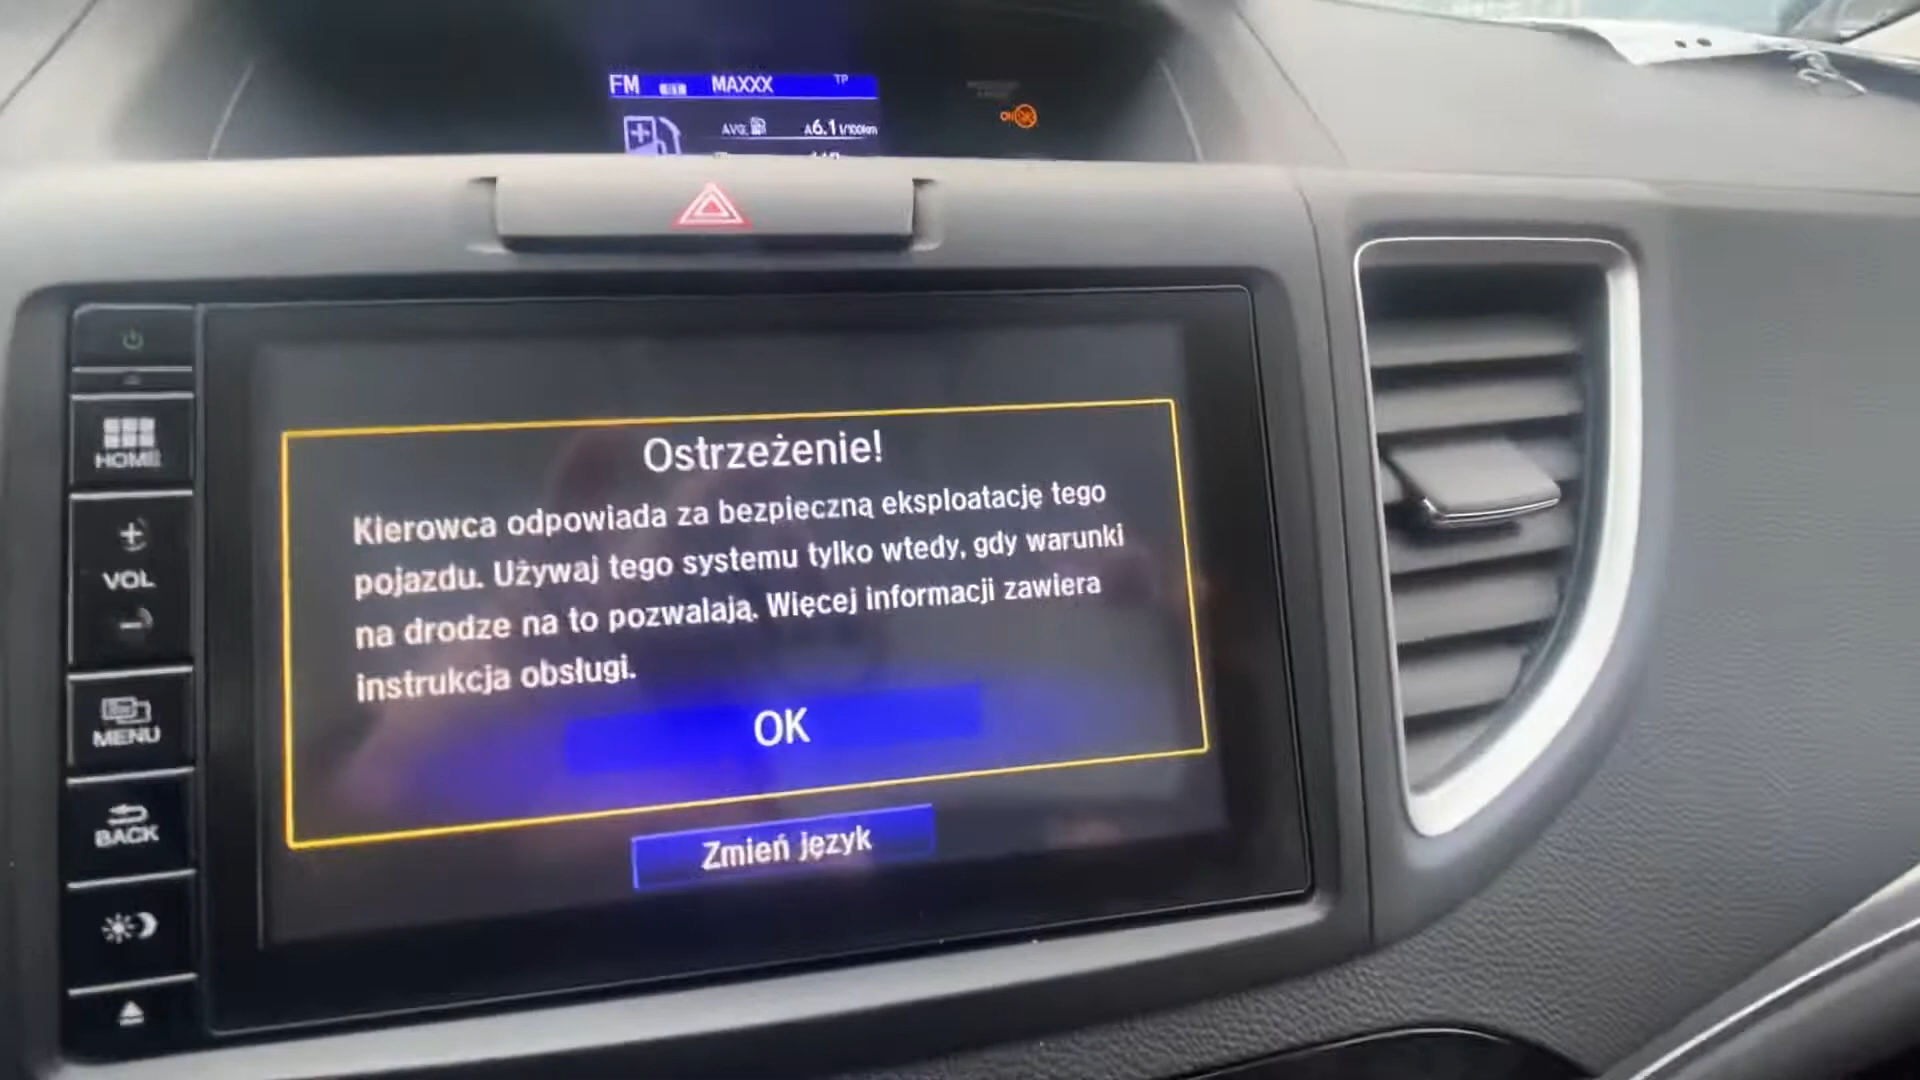 FM MAXXX TP
AVG. A6.1 l/100km
HOME
+
VOL
−
MENU
BACK
Ostrzeżenie!
Kierowca odpowiada za bezpieczną eksploatację tego
pojazdu. Używaj tego systemu tylko wtedy, gdy warunki
na drodze na to pozwalają. Więcej informacji zawiera
instrukcja obsługi.
OK
Zmień język